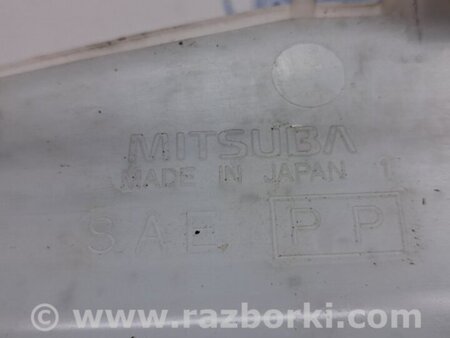 MITSUBA
MADE IN JAPAN 1
SAE PP
© www.razborki.com